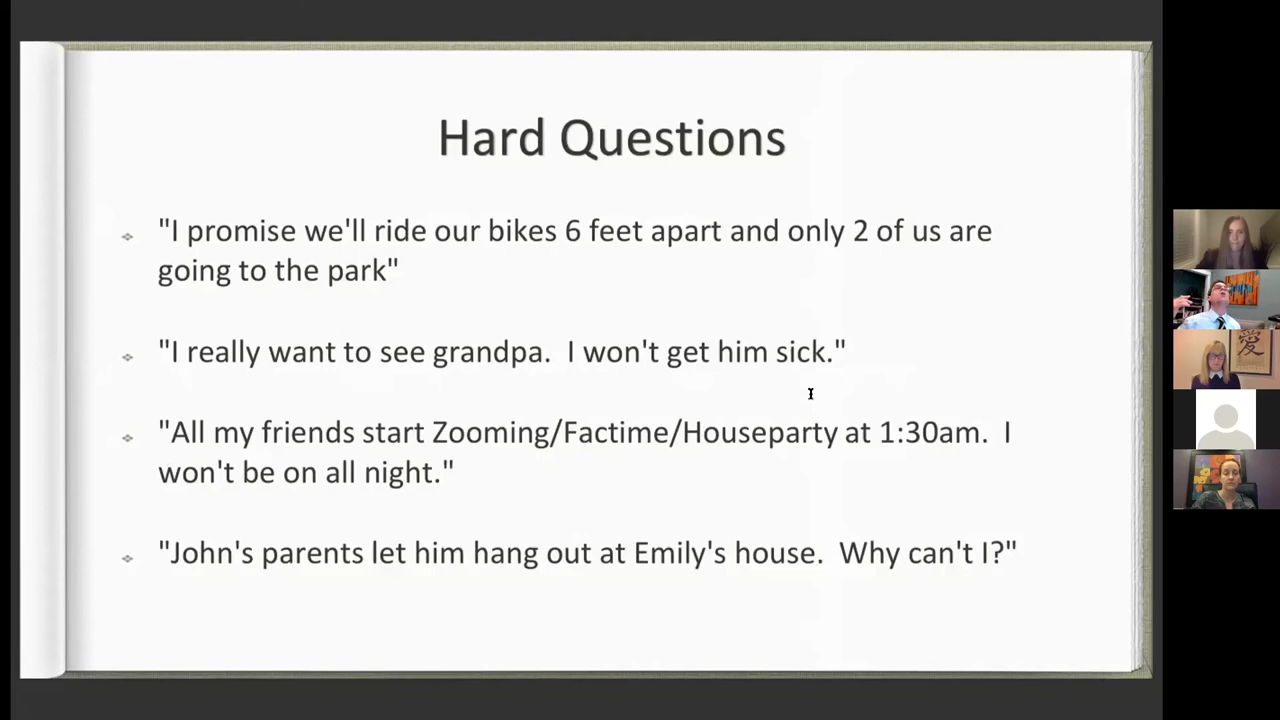 Hard Questions
"I promise we'll ride our bikes 6 feet apart and only 2 of us are
going to the park"
"I really want to see grandpa.  I won't get him sick."
"All my friends start Zooming/Factime/Houseparty at 1:30am.  I
won't be on all night."
"John's parents let him hang out at Emily's house.  Why can't I?"
愛